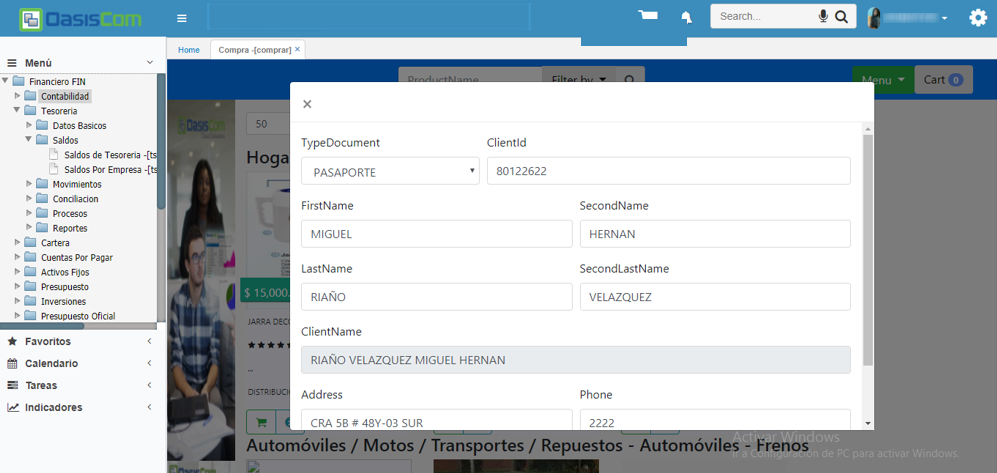 OasisCom
Search...
Menú
Home
Compra -[comprar] ×
Financiero FIN
Contabilidad
Tesoreria
Datos Basicos
Saldos
Saldos de Tesoreria -[ts
Saldos Por Empresa -[ts
Movimientos
Conciliacion
Procesos
Reportes
Cartera
Cuentas Por Pagar
Activos Fijos
Presupuesto
Inversiones
Presupuesto Oficial
Favoritos
Calendario
Tareas
Indicadores
ProductName
Filter by
Menu
Cart 0
50
Hoga
$ 15,000.
JARRA DECO
...
DISTRIBUCI
×
TypeDocument
ClientId
PASAPORTE
80122622
FirstName
SecondName
MIGUEL
HERNAN
LastName
SecondLastName
RIAÑO
VELAZQUEZ
ClientName
RIAÑO VELAZQUEZ MIGUEL HERNAN
Address
Phone
CRA 5B # 48Y-03 SUR
2222
Automóviles / Motos / Transportes / Repuestos - Automóviles - Frenos
Activar Windows
Ir a Configuración de PC para activar Windows.